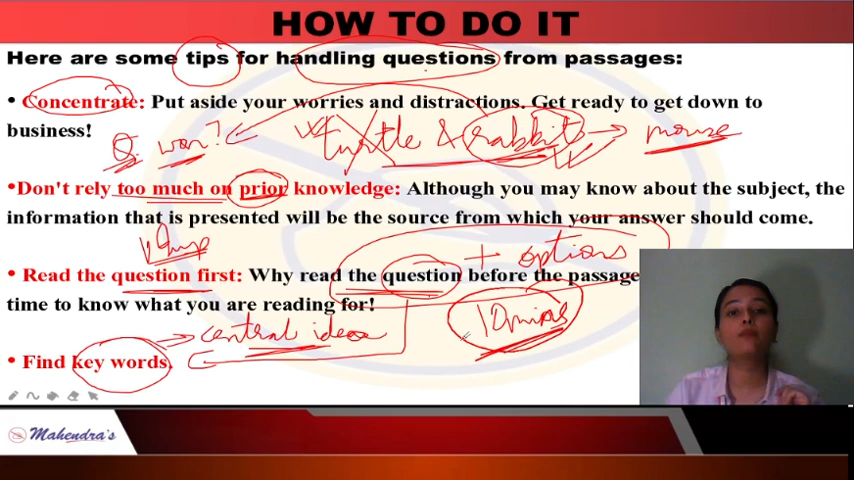 HOW TO DO IT
Here are some tips for handling questions from passages:
• Concentrate: Put aside your worries and distractions. Get ready to get down to
business!
Q. won? turtle & rabbits mouse
•Don't rely too much on prior knowledge: Although you may know about the subject, the
information that is presented will be the source from which your answer should come.
+ options
• Read the question first: Why read the question before the passage
time to know what you are reading for!
10 mins
central idea
• Find key words.
Mahendra's